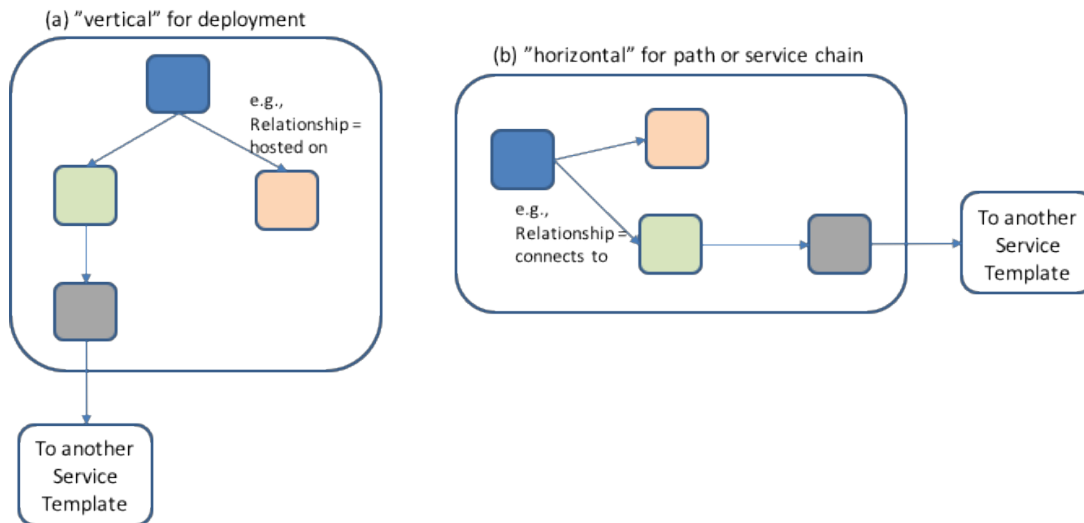 (a) ”vertical” for deployment
e.g.,
Relationship =
hosted on
To another
Service
Template
(b) ”horizontal” for path or service chain
e.g.,
Relationship =
connects to
To another
Service
Template